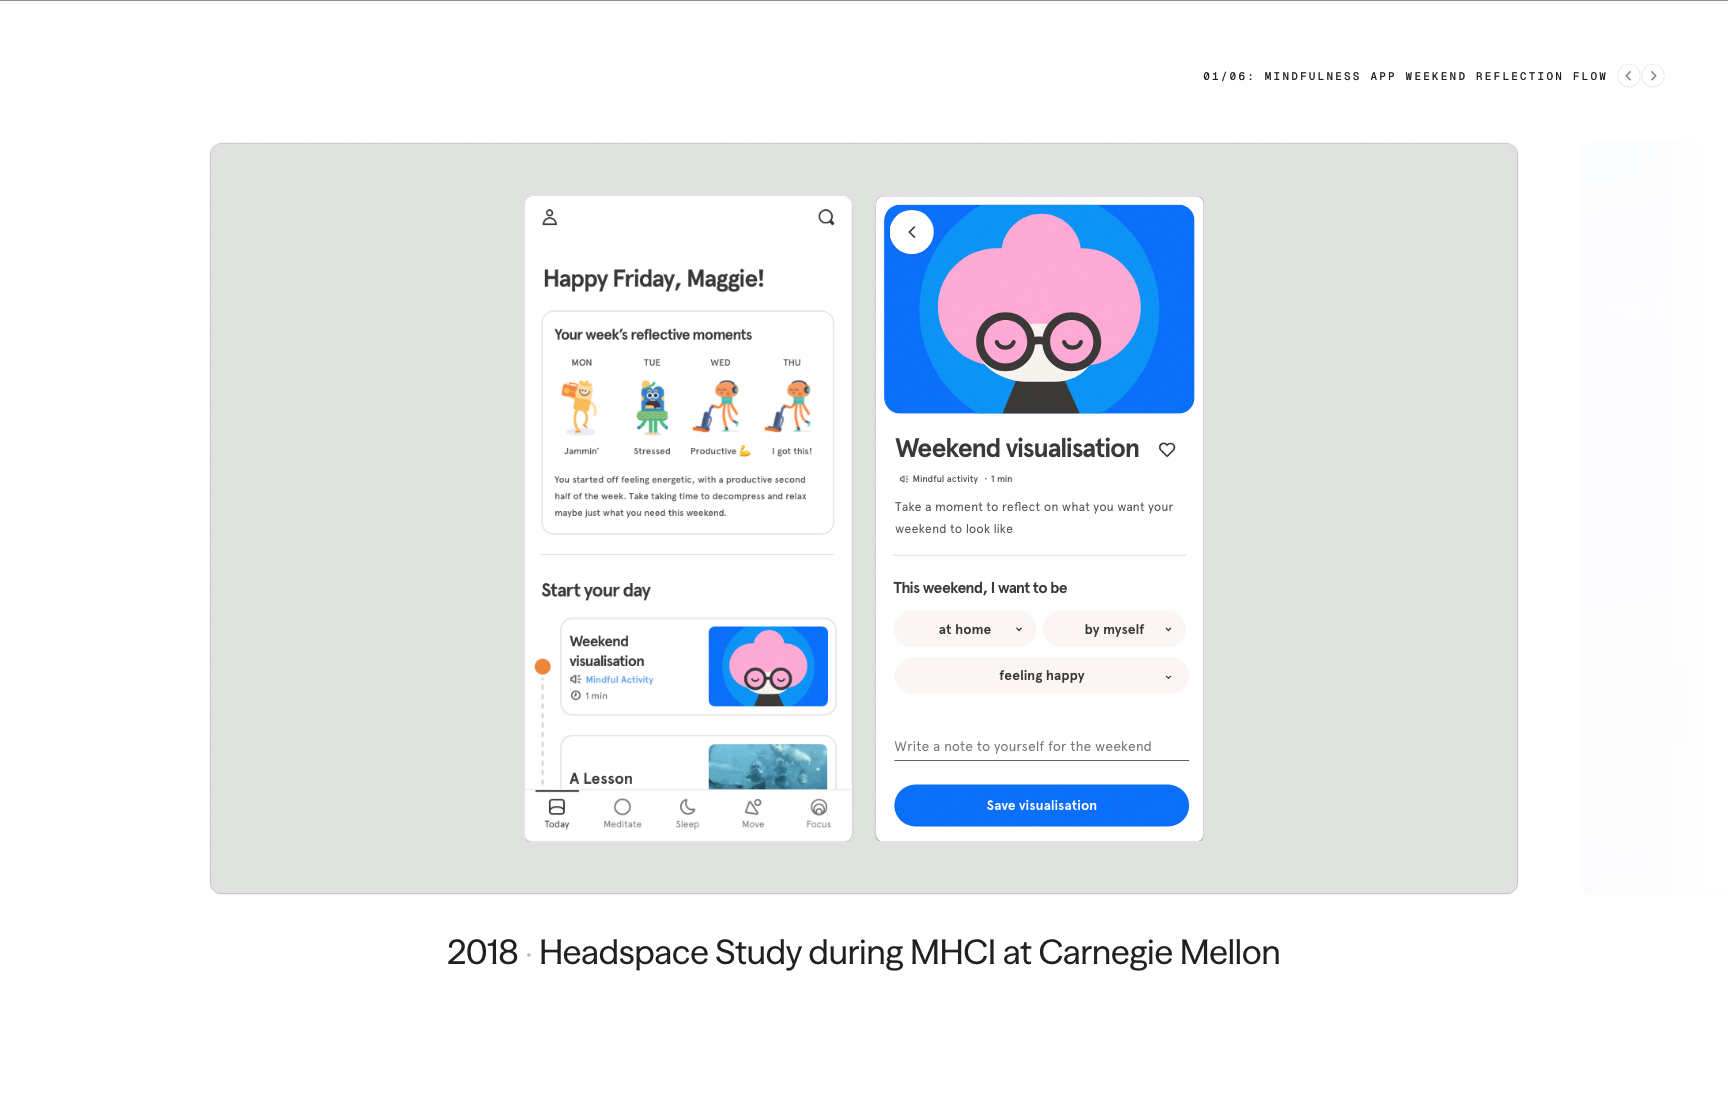 01/06: MINDFULNESS APP WEEKEND REFLECTION FLOW
Happy Friday, Maggie!
Your week's reflective moments
MON TUE WED THU
Jammin' Stressed Productive 💪 I got this!
You started off feeling energetic, with a productive second
half of the week. Take taking time to decompress and relax
maybe just what you need this weekend.
Start your day
Weekend
visualisation
Mindful Activity
1 min
A Lesson
Today Meditate Sleep Move Focus
Weekend visualisation
Mindful activity · 1 min
Take a moment to reflect on what you want your
weekend to look like
This weekend, I want to be
at home by myself
feeling happy
Write a note to yourself for the weekend
Save visualisation
2018 · Headspace Study during MHCI at Carnegie Mellon